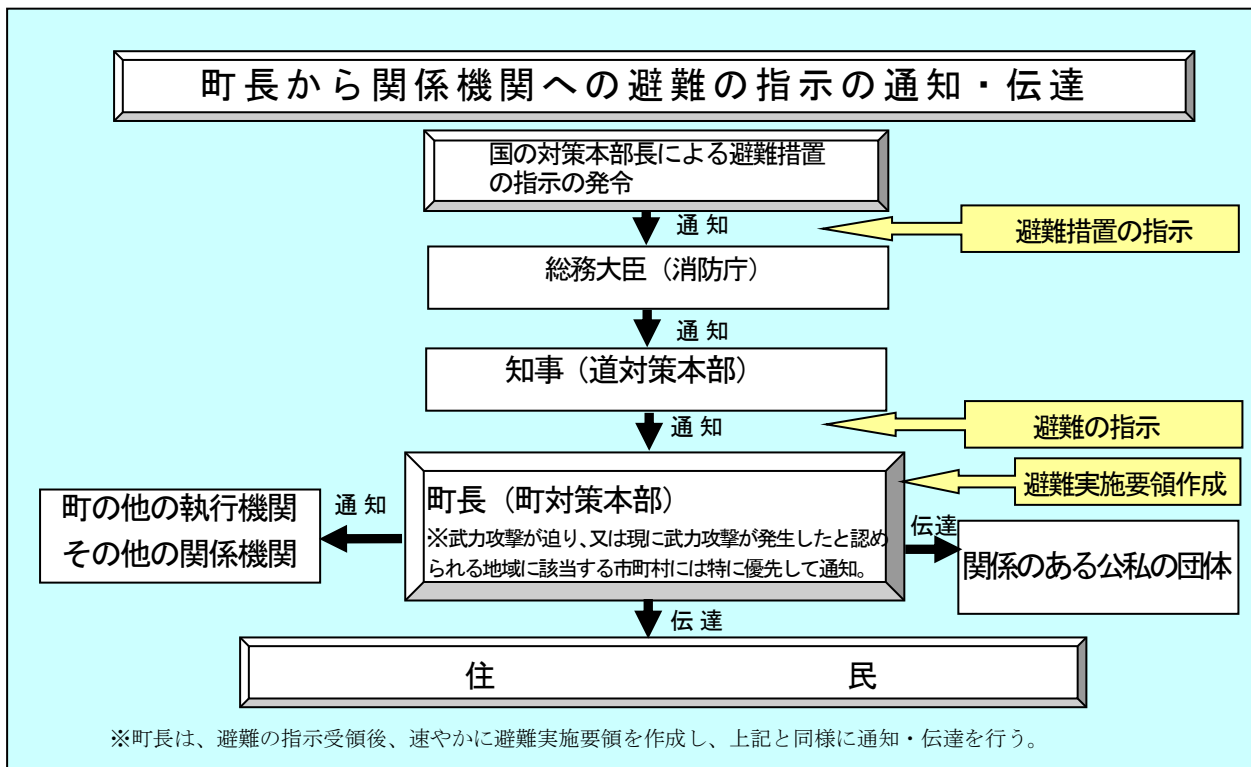 町長から関係機関への避難の指示の通知・伝達
国の対策本部長による避難措置
の指示の発令
通 知
避難措置の指示
総務大臣（消防庁）
通 知
知事（道対策本部）
通 知
避難の指示
避難実施要領作成
町長（町対策本部）
※武力攻撃が迫り、又は現に武力攻撃が発生したと認め
られる地域に該当する市町村には特に優先して通知。
通 知
町の他の執行機関
その他の関係機関
伝達
関係のある公私の団体
伝 達
住 民
※町長は、避難の指示受領後、速やかに避難実施要領を作成し、上記と同様に通知・伝達を行う。